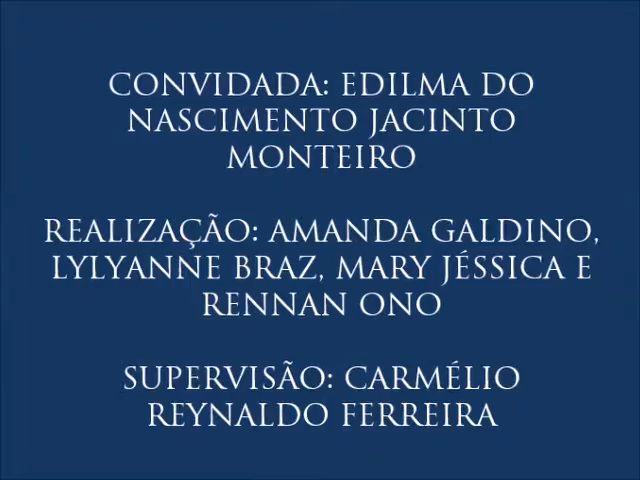 CONVIDADA: EDILMA DO
NASCIMENTO JACINTO
MONTEIRO
REALIZAÇÃO: AMANDA GALDINO,
LYLYANNE BRAZ, MARY JÉSSICA E
RENNAN ONO
SUPERVISÃO: CARMÉLIO
REYNALDO FERREIRA